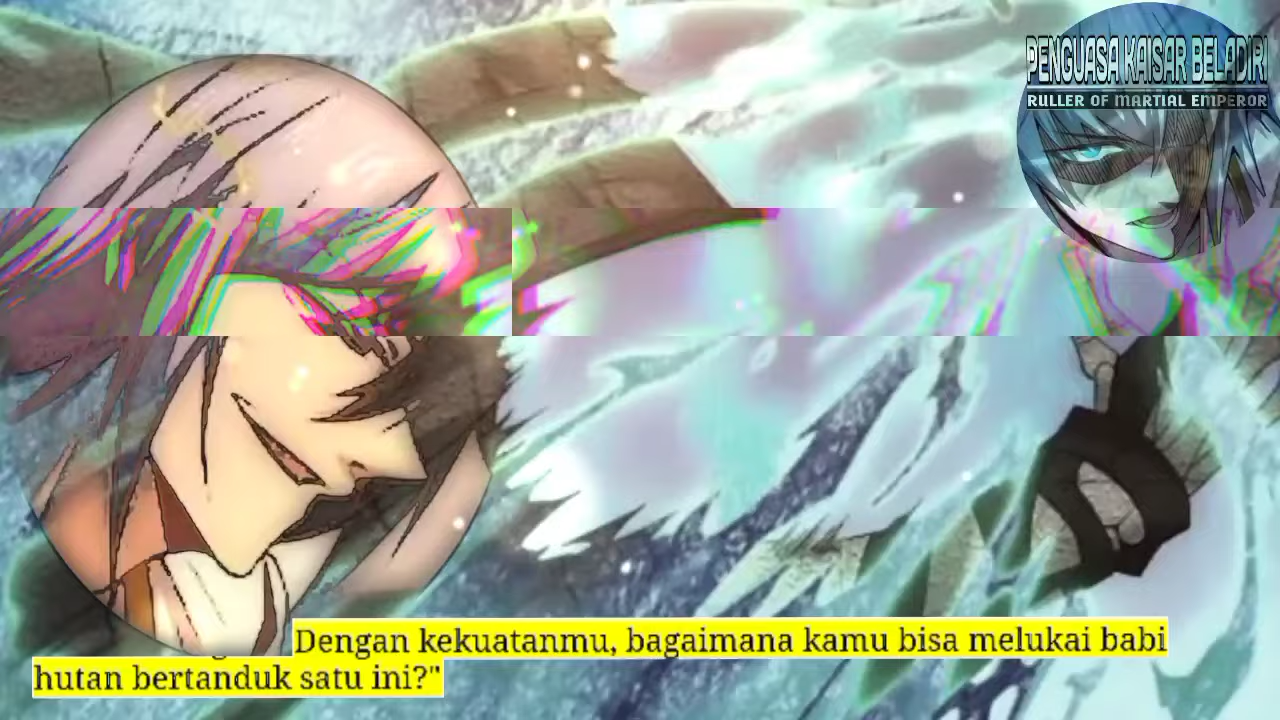 PENGUASA KAISAR BELADIRI
RULLER OF MARTIAL EMPEROR
Dengan kekuatanmu, bagaimana kamu bisa melukai babi
hutan bertanduk satu ini?"